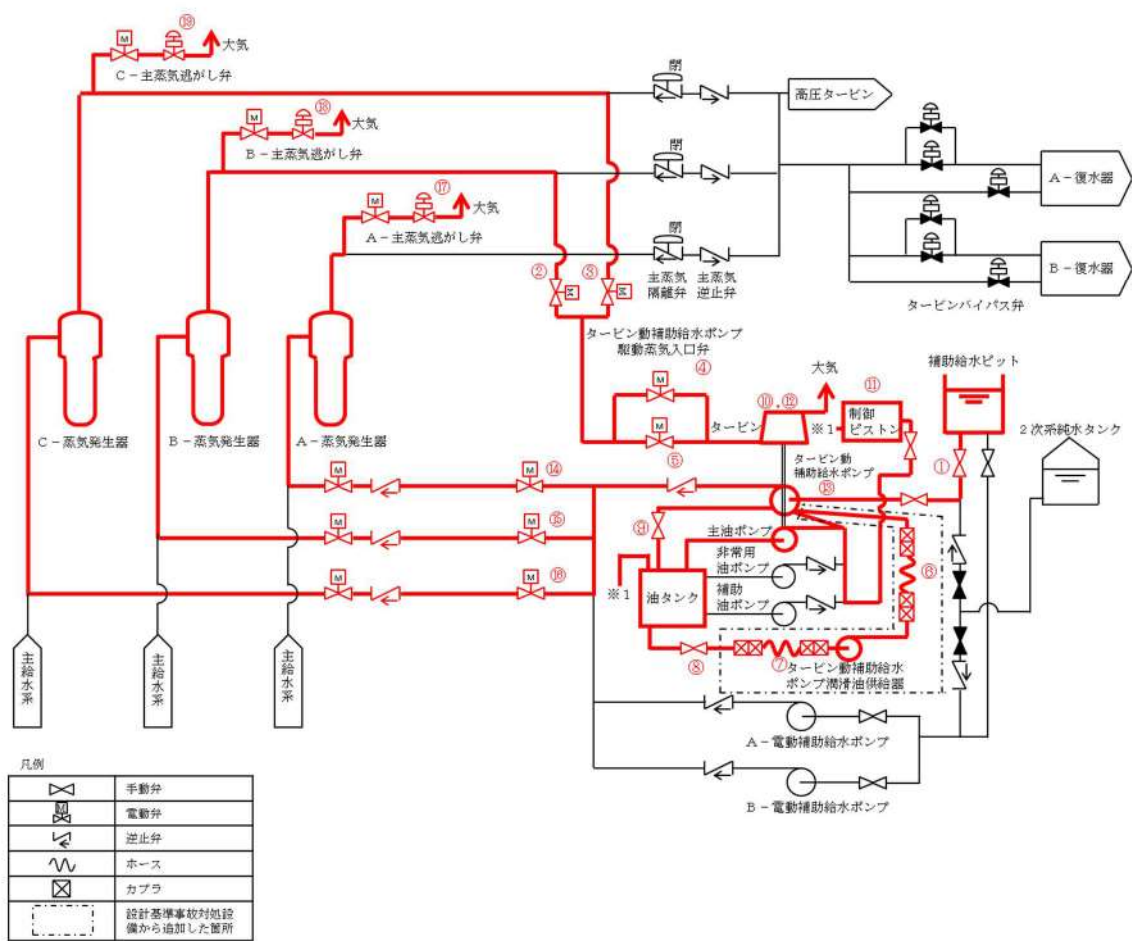 ⑲
M
大気
C－主蒸気逃がし弁
閉
高圧タービン
⑱
M
大気
B－主蒸気逃がし弁
閉
A－復水器
⑰
M
大気
A－主蒸気逃がし弁
閉
主蒸気
隔離弁
主蒸気
逆止弁
B－復水器
タービンバイパス弁
②
③
M
M
タービン動補助給水ポンプ
駆動蒸気入口弁
④
M
M
⑤
タービン
⑩，⑫
大気
※1
⑪
制御
ピストン
補助給水ピット
①
2次系純水タンク
C－蒸気発生器
B－蒸気発生器
A－蒸気発生器
タービン動
補助給水ポンプ
⑬
M
M
⑭
M
M
⑮
M
M
⑯
⑨
主油ポンプ
非常用
油ポンプ
補助
油ポンプ
⑥
※1
油タンク
⑧
⑦
タービン動補助給水
ポンプ潤滑油供給器
主給水系
主給水系
主給水系
A－電動補助給水ポンプ
B－電動補助給水ポンプ
凡例
手動弁
M
電動弁
逆止弁
ホース
カプラ
設計基準事故対処設
備から追加した箇所